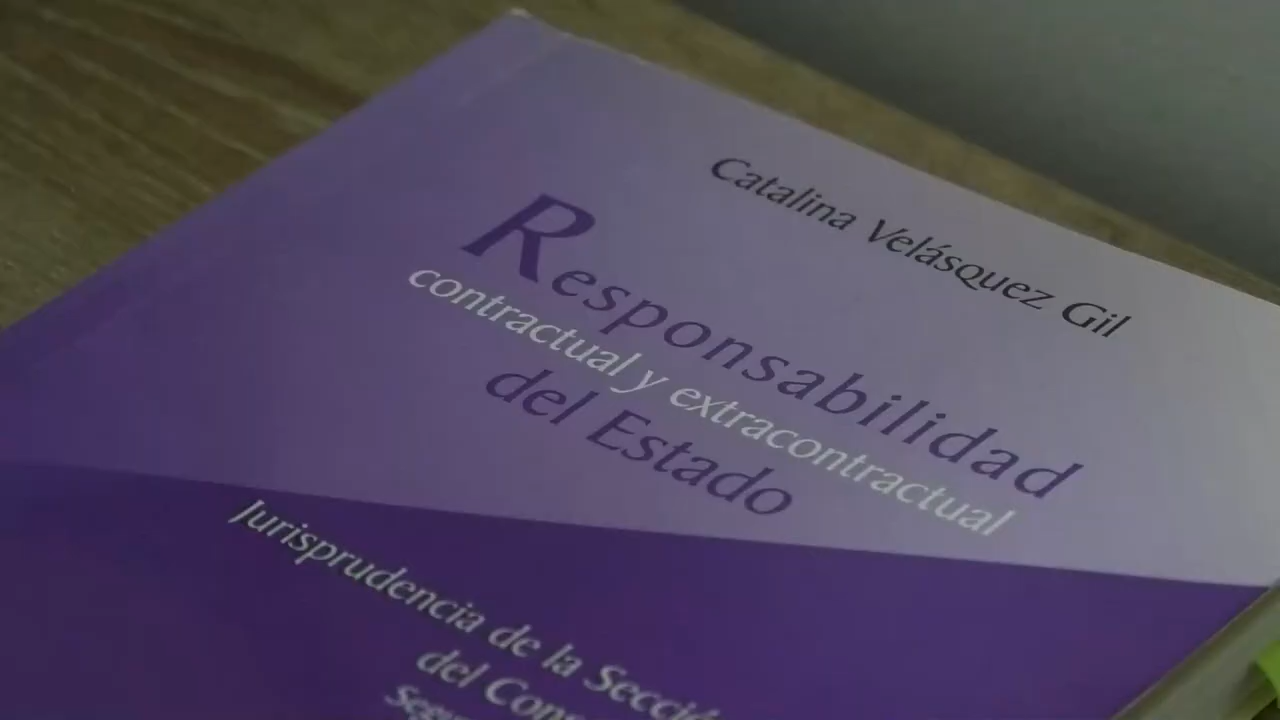 Catalina Velásquez Gil
Responsabilidad
contractual y extracontractual
del Estado
Jurisprudencia de la
del